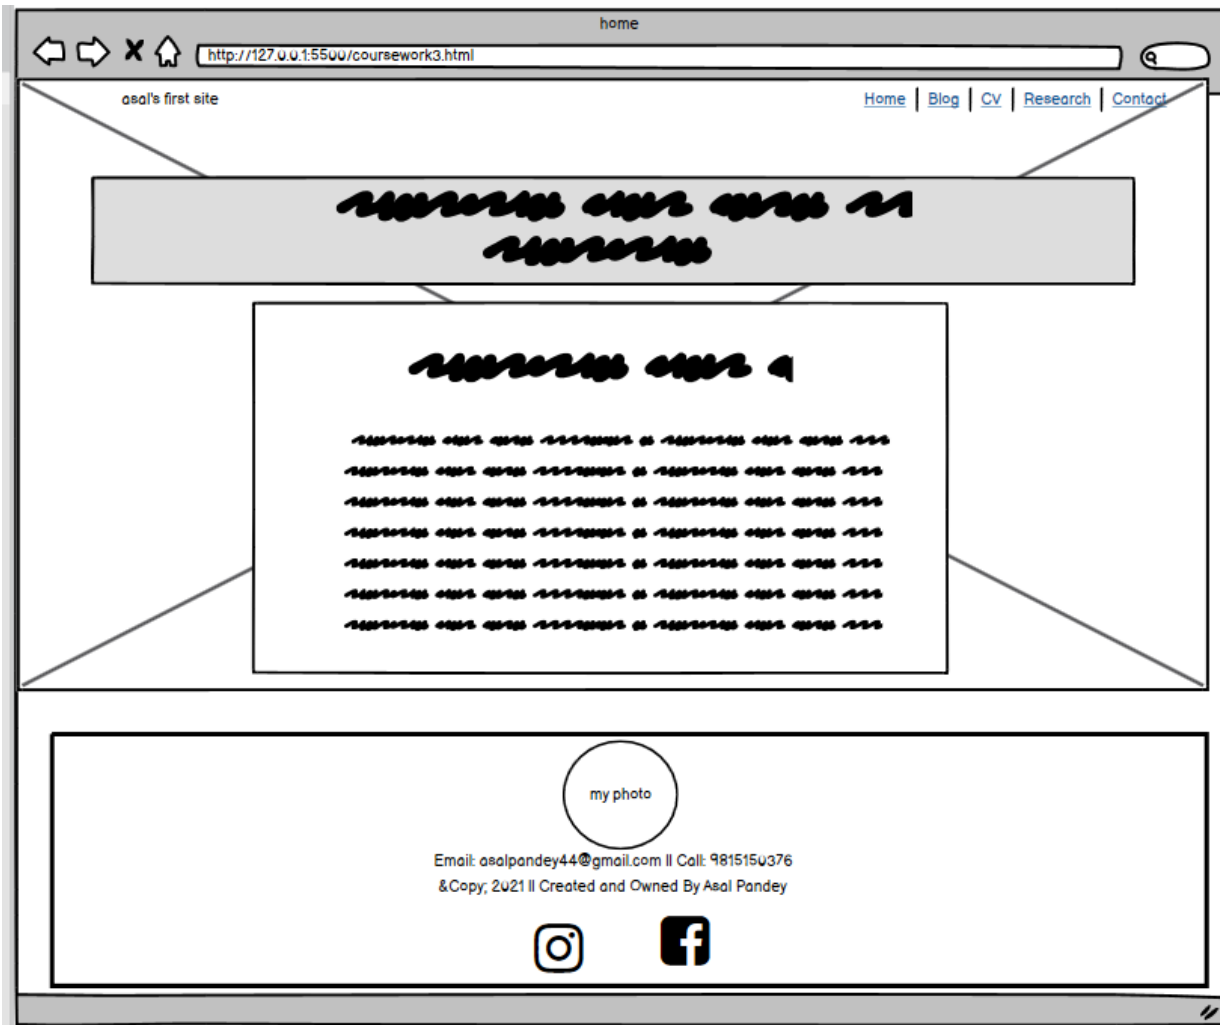 home
http://127.0.0.1:5500/coursework3.html
asal's first site
Home | Blog | CV | Research | Contact
my photo
Email: asalpandey44@gmail.com || Call: 9815150376
&Copy; 2021 || Created and Owned By Asal Pandey